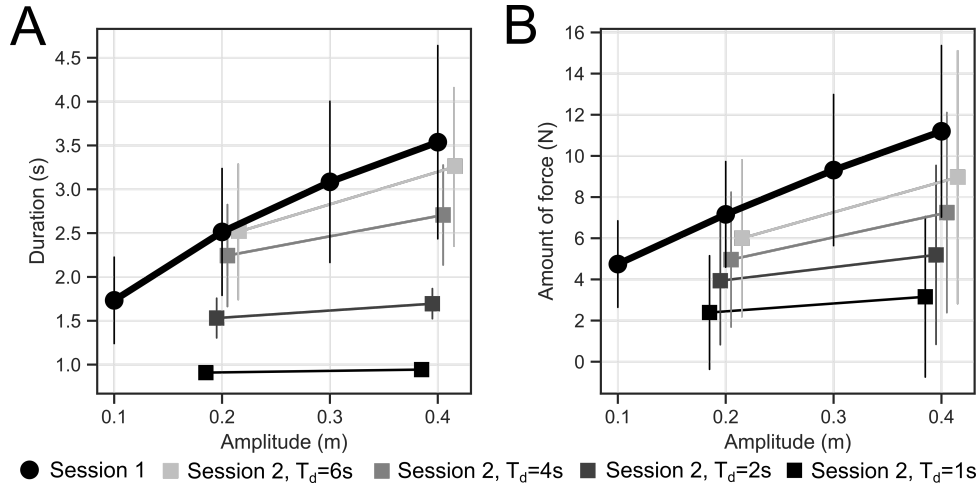 A
B
4.5
4.0
3.5
3.0
2.5
2.0
1.5
1.0
Duration (s)
0.1 0.2 0.3 0.4
Amplitude (m)
16
14
12
10
8
6
4
2
0
Amount of force (N)
0.1 0.2 0.3 0.4
Amplitude (m)
Session 1 Session 2, Td=6s Session 2, Td=4s Session 2, Td=2s Session 2, Td=1s